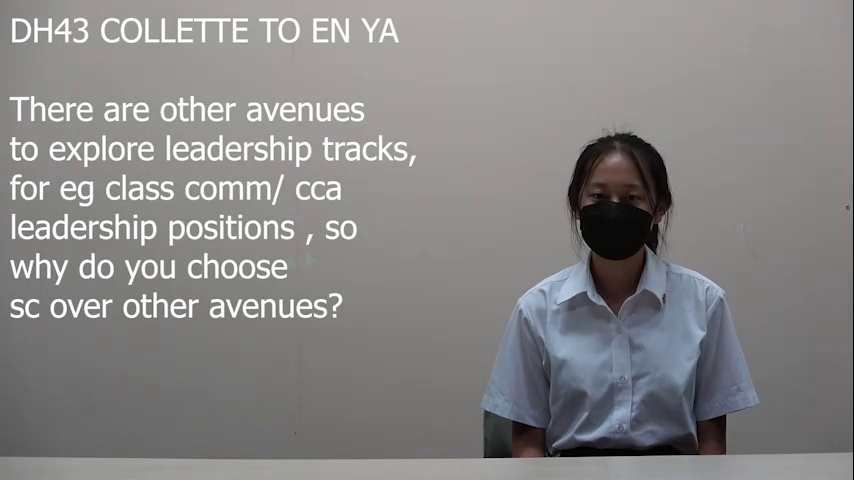 DH43 COLLETTE TO EN YA
There are other avenues
to explore leadership tracks,
for eg class comm/ cca
leadership positions , so
why do you choose
sc over other avenues?